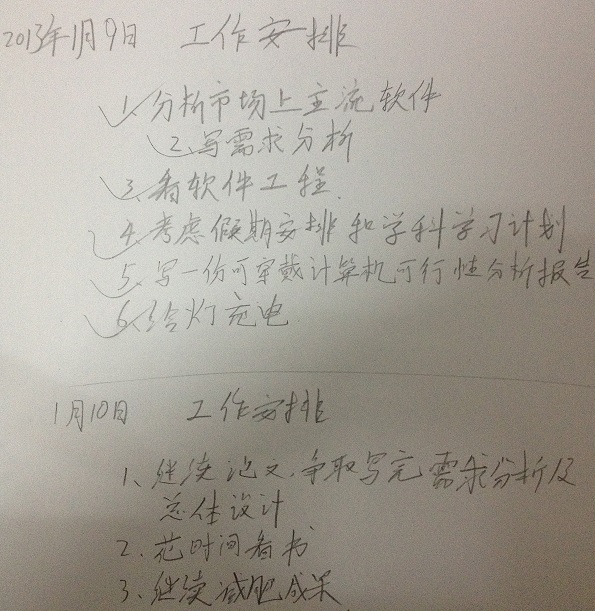 2013年1月9日 工作安排
1、分析市场上主流软件
2、写需求分析
3、看软件工程
4、考虑假期安排和学科学习计划
5、写一份可穿戴计算机可行性分析报告
6、给灯充电
1月10日 工作安排
1、继续论文,争取写完需求分析及
总体设计
2、花时间看书
3、继续减肥成果